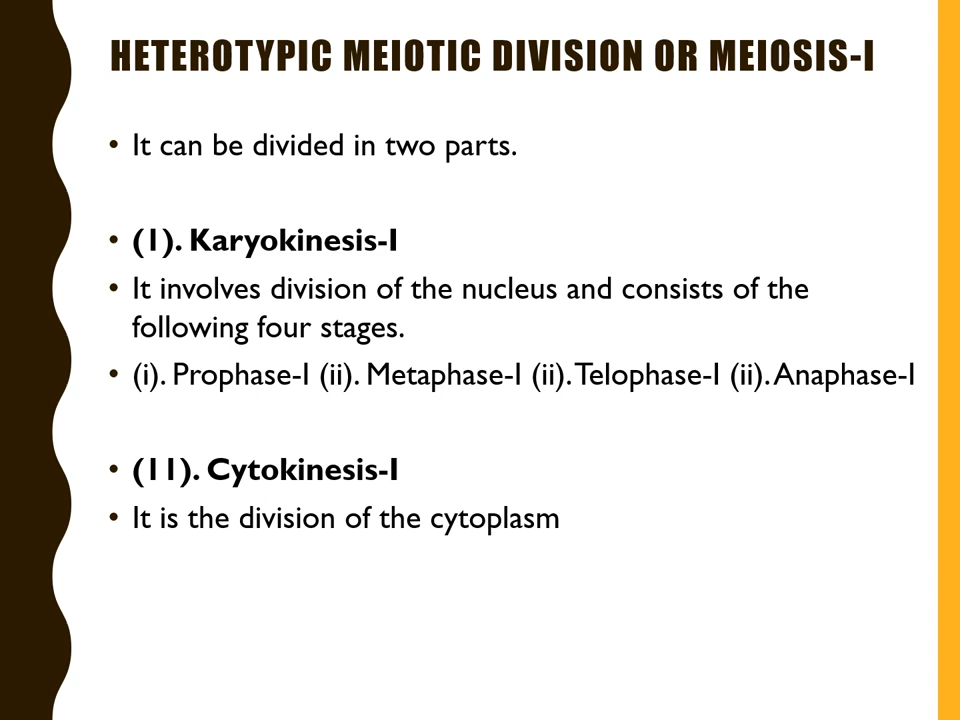 HETEROTYPIC MEIOTIC DIVISION OR MEIOSIS-I
• It can be divided in two parts.
• (1). Karyokinesis-I
• It involves division of the nucleus and consists of the
following four stages.
• (i). Prophase-I (ii). Metaphase-I (ii). Telophase-I (ii). Anaphase-I
• (11). Cytokinesis-I
• It is the division of the cytoplasm